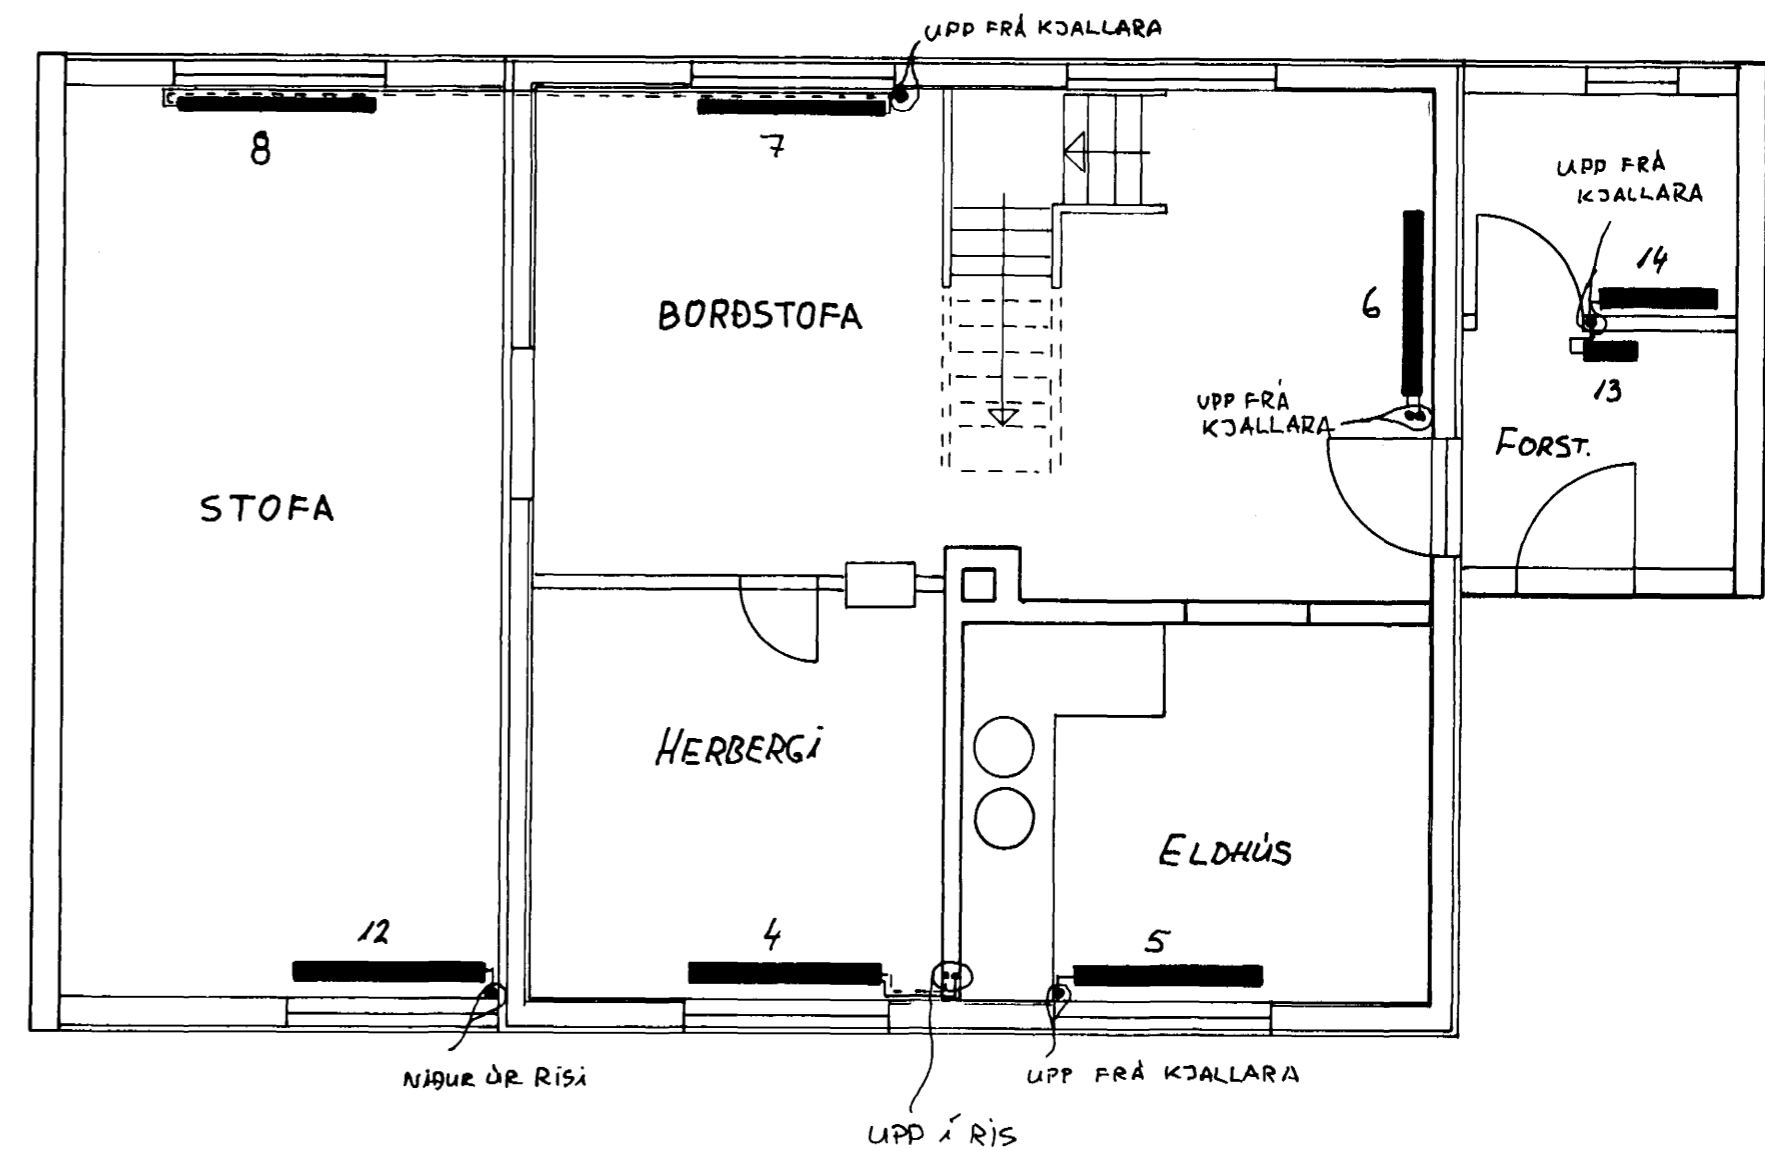 UPP FRÁ KJALLARA
8
7
UPP FRÁ
KJALLARA
14
6
BORÐSTOFA
13
UPP FRÁ
KJALLARA
FORST.
STOFA
HERBERGI
ELDHÚS
12
4
5
NIÐUR ÚR RISI
UPP FRÁ KJALLARA
UPP Í RIS